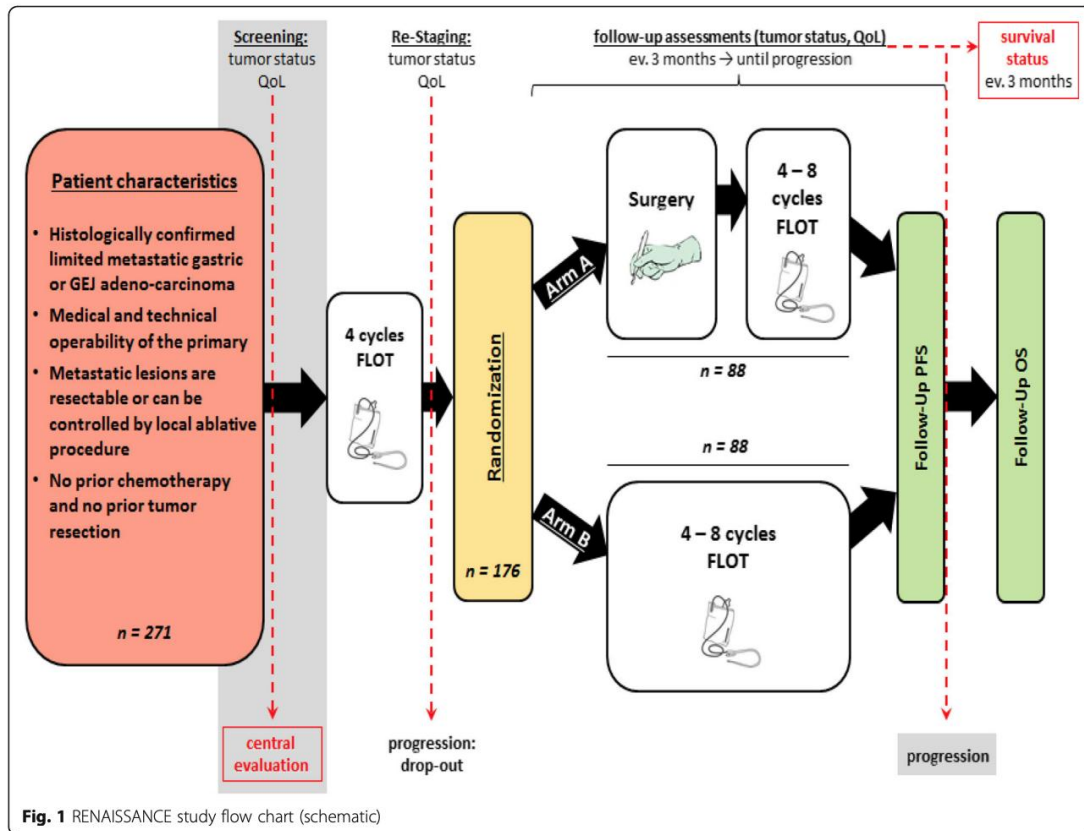 Screening:
tumor status
QoL
Re-Staging:
tumor status
QoL
follow-up assessments (tumor status, QoL)
ev. 3 months → until progression
survival
status
ev. 3 months
Patient characteristics
• Histologically confirmed
limited metastatic gastric
or GEJ adeno-carcinoma
• Medical and technical
operability of the primary
• Metastatic lesions are
resectable or can be
controlled by local ablative
procedure
• No prior chemotherapy
and no prior tumor
resection
n = 271
4 cycles
FLOT
Randomization
n = 176
Arm A
Surgery
4 – 8
cycles
FLOT
n = 88
n = 88
Arm B
4 – 8 cycles
FLOT
Follow-Up PFS
Follow-Up OS
central
evaluation
progression:
drop-out
progression
Fig. 1 RENAISSANCE study flow chart (schematic)